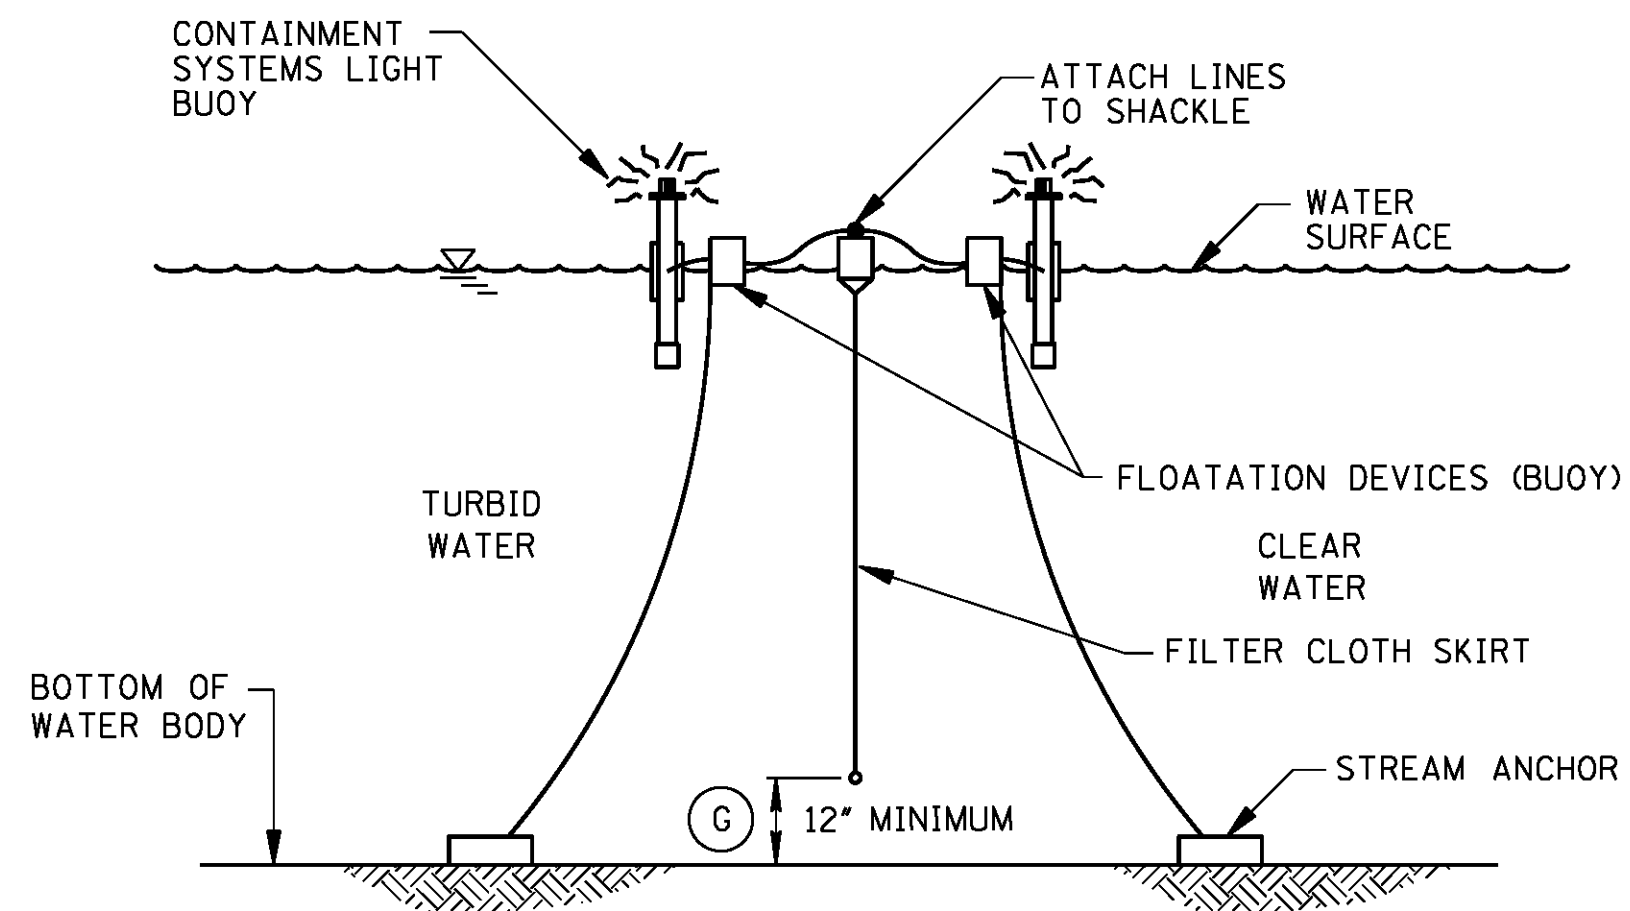 CONTAINMENT
SYSTEMS LIGHT
BUOY
ATTACH LINES
TO SHACKLE
WATER
SURFACE
FLOATATION DEVICES (BUOY)
TURBID
WATER
CLEAR
WATER
FILTER CLOTH SKIRT
BOTTOM OF
WATER BODY
STREAM ANCHOR
G
12" MINIMUM